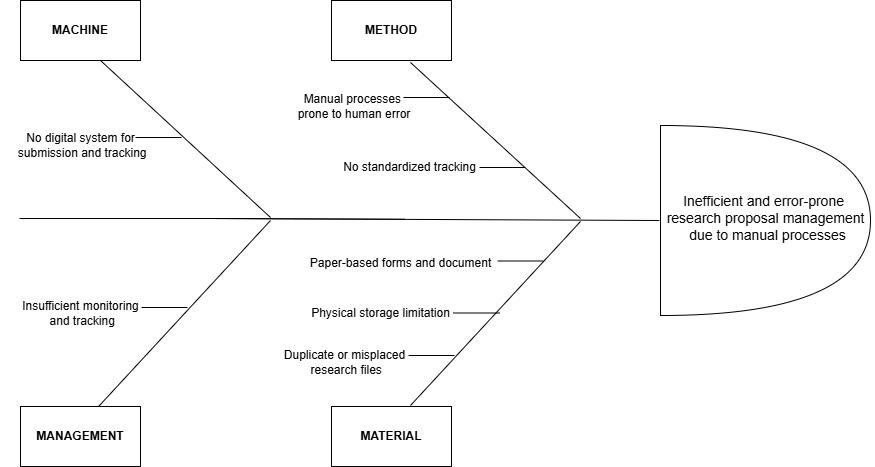 MACHINE
METHOD
Manual processes
prone to human error
No digital system for
submission and tracking
No standardized tracking
Inefficient and error-prone
research proposal management
due to manual processes
Paper-based forms and document
Insufficient monitoring
and tracking
Physical storage limitation
Duplicate or misplaced
research files
MANAGEMENT
MATERIAL